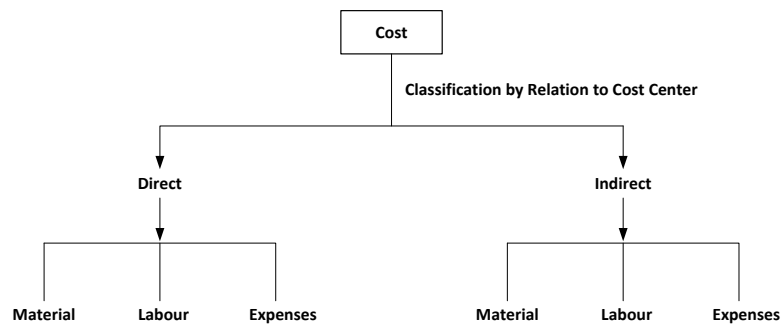 Cost
Classification by Relation to Cost Center
Direct Indirect
Material Labour Expenses Material Labour Expenses